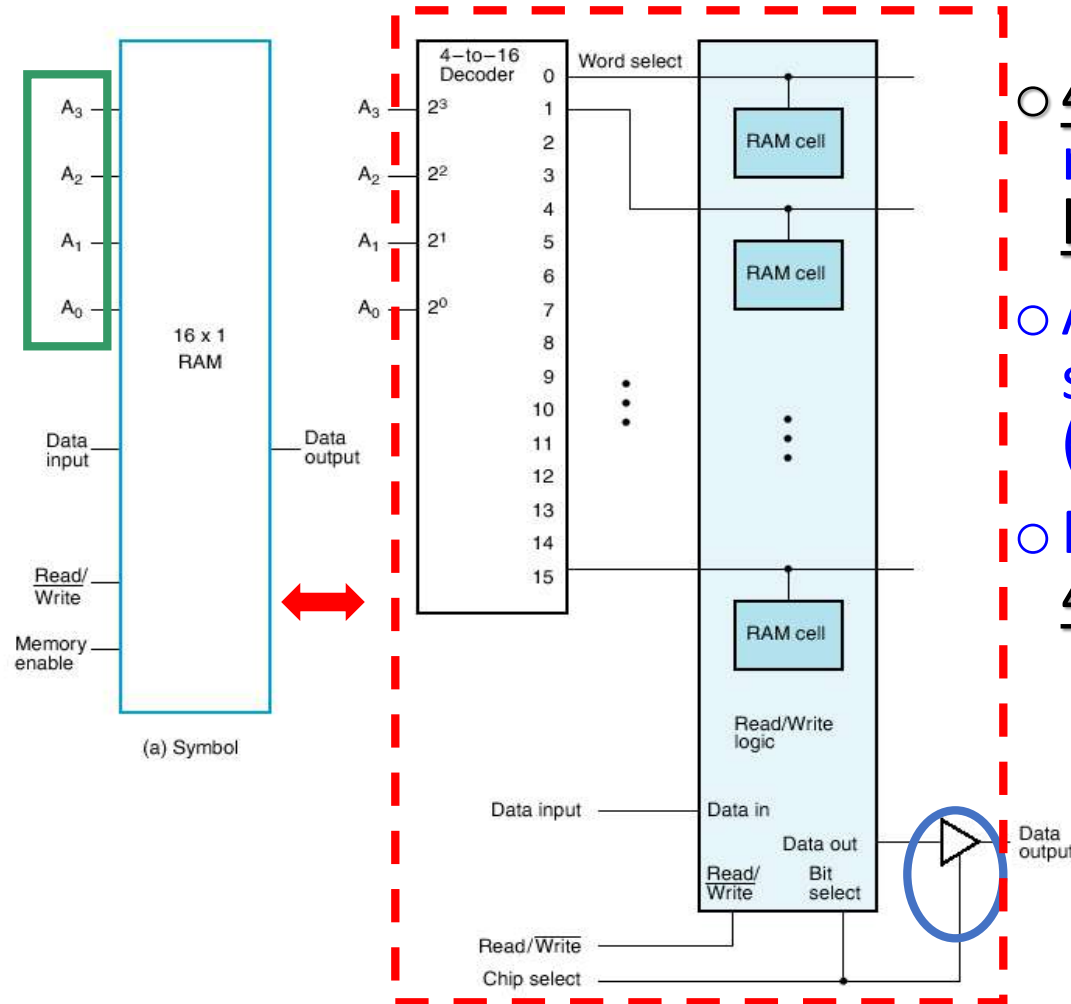 A₃
A₂
A₁
A₀
16 x 1
RAM
Data
input
Data
output
Read/
W̅r̅i̅t̅e̅
Memory
enable
(a) Symbol
4–to–16
Decoder
A₃
2³
A₂
2²
A₁
2¹
A₀
2⁰
0
1
2
3
4
5
6
7
8
9
10
11
12
13
14
15
Word select
RAM cell
RAM cell
RAM cell
Read/Write
logic
Data input
Data in
Data out
Data
output
Read/
W̅r̅i̅t̅e̅
Bit
select
Read/W̅r̅i̅t̅e̅
Chip select
4
s
(
4